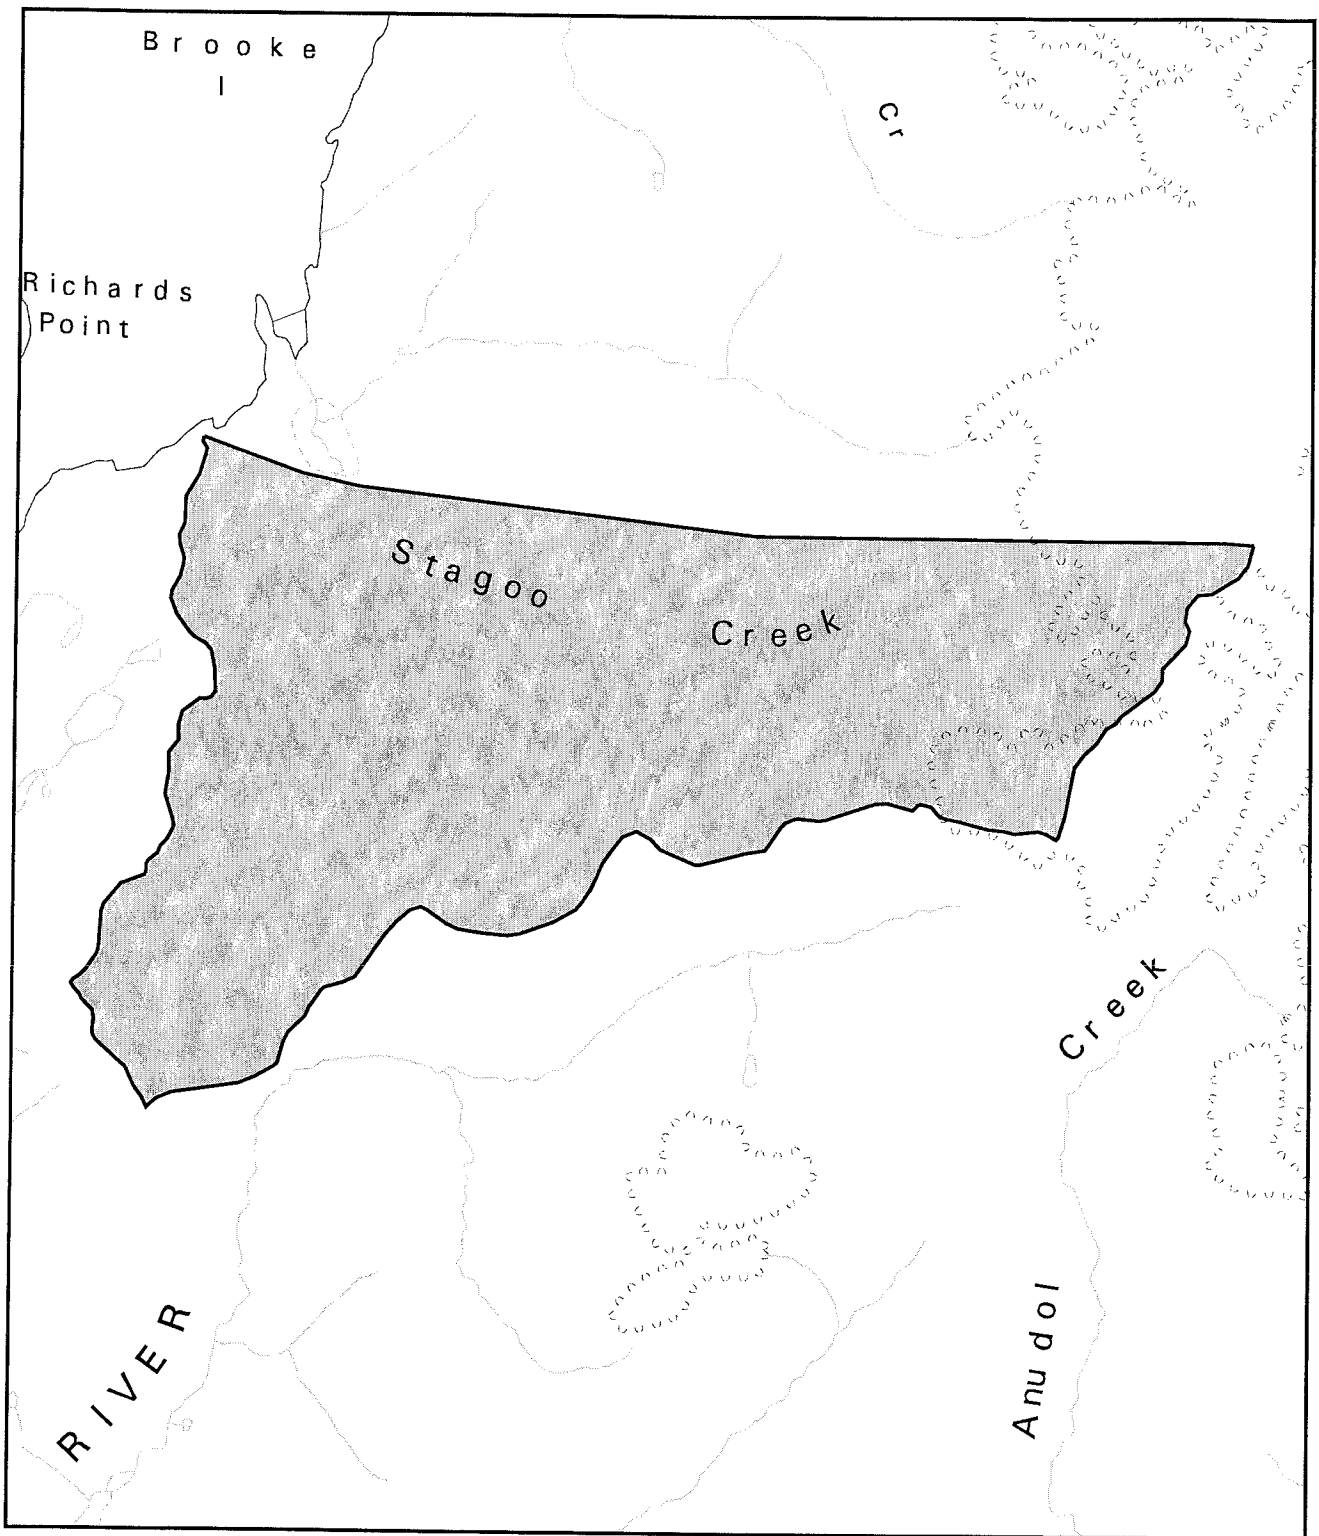 Brooke
I
Cr
Richards
Point
Stagoo
Creek
Creek
Anudol
RIVER